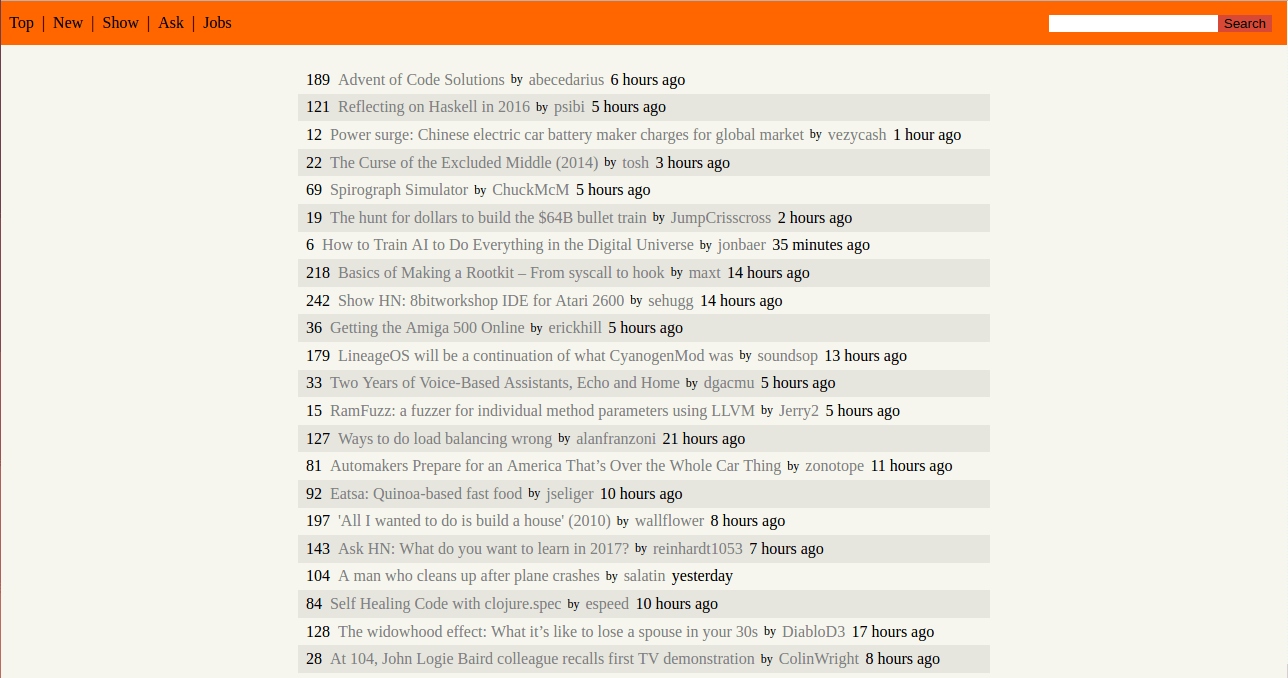 Top | New | Show | Ask | Jobs Search
189 Advent of Code Solutions by abecedarius 6 hours ago
121 Reflecting on Haskell in 2016 by psibi 5 hours ago
12 Power surge: Chinese electric car battery maker charges for global market by vezycash 1 hour ago
22 The Curse of the Excluded Middle (2014) by tosh 3 hours ago
69 Spirograph Simulator by ChuckMcM 5 hours ago
19 The hunt for dollars to build the $64B bullet train by JumpCrisscross 2 hours ago
6 How to Train AI to Do Everything in the Digital Universe by jonbaer 35 minutes ago
218 Basics of Making a Rootkit – From syscall to hook by maxt 14 hours ago
242 Show HN: 8bitworkshop IDE for Atari 2600 by sehugg 14 hours ago
36 Getting the Amiga 500 Online by erickhill 5 hours ago
179 LineageOS will be a continuation of what CyanogenMod was by soundsop 13 hours ago
33 Two Years of Voice-Based Assistants, Echo and Home by dgacmu 5 hours ago
15 RamFuzz: a fuzzer for individual method parameters using LLVM by Jerry2 5 hours ago
127 Ways to do load balancing wrong by alanfranzoni 21 hours ago
81 Automakers Prepare for an America That’s Over the Whole Car Thing by zonotope 11 hours ago
92 Eatsa: Quinoa-based fast food by jseliger 10 hours ago
197 'All I wanted to do is build a house' (2010) by wallflower 8 hours ago
143 Ask HN: What do you want to learn in 2017? by reinhardt1053 7 hours ago
104 A man who cleans up after plane crashes by salatin yesterday
84 Self Healing Code with clojure.spec by espeed 10 hours ago
128 The widowhood effect: What it’s like to lose a spouse in your 30s by DiabloD3 17 hours ago
28 At 104, John Logie Baird colleague recalls first TV demonstration by ColinWright 8 hours ago